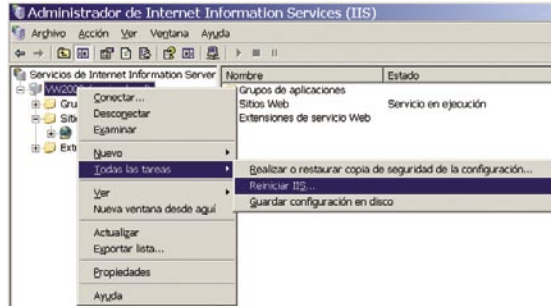 Administrador de Internet Information Services (IIS)
Archivo Acción Ver Ventana Ayuda
Servicios de Internet Information Server
Nombre Estado
Grupos de aplicaciones
Sitios Web Servicio en ejecución
Extensiones de servicio Web
Gru
Siti
Ext
Conectar...
Desconectar
Examinar
Nuevo
Todas las tareas
Ver
Nueva ventana desde aquí
Actualizar
Exportar lista...
Propiedades
Ayuda
Realizar o restaurar copia de seguridad de la configuración...
Reiniciar IIS...
Guardar configuración en disco